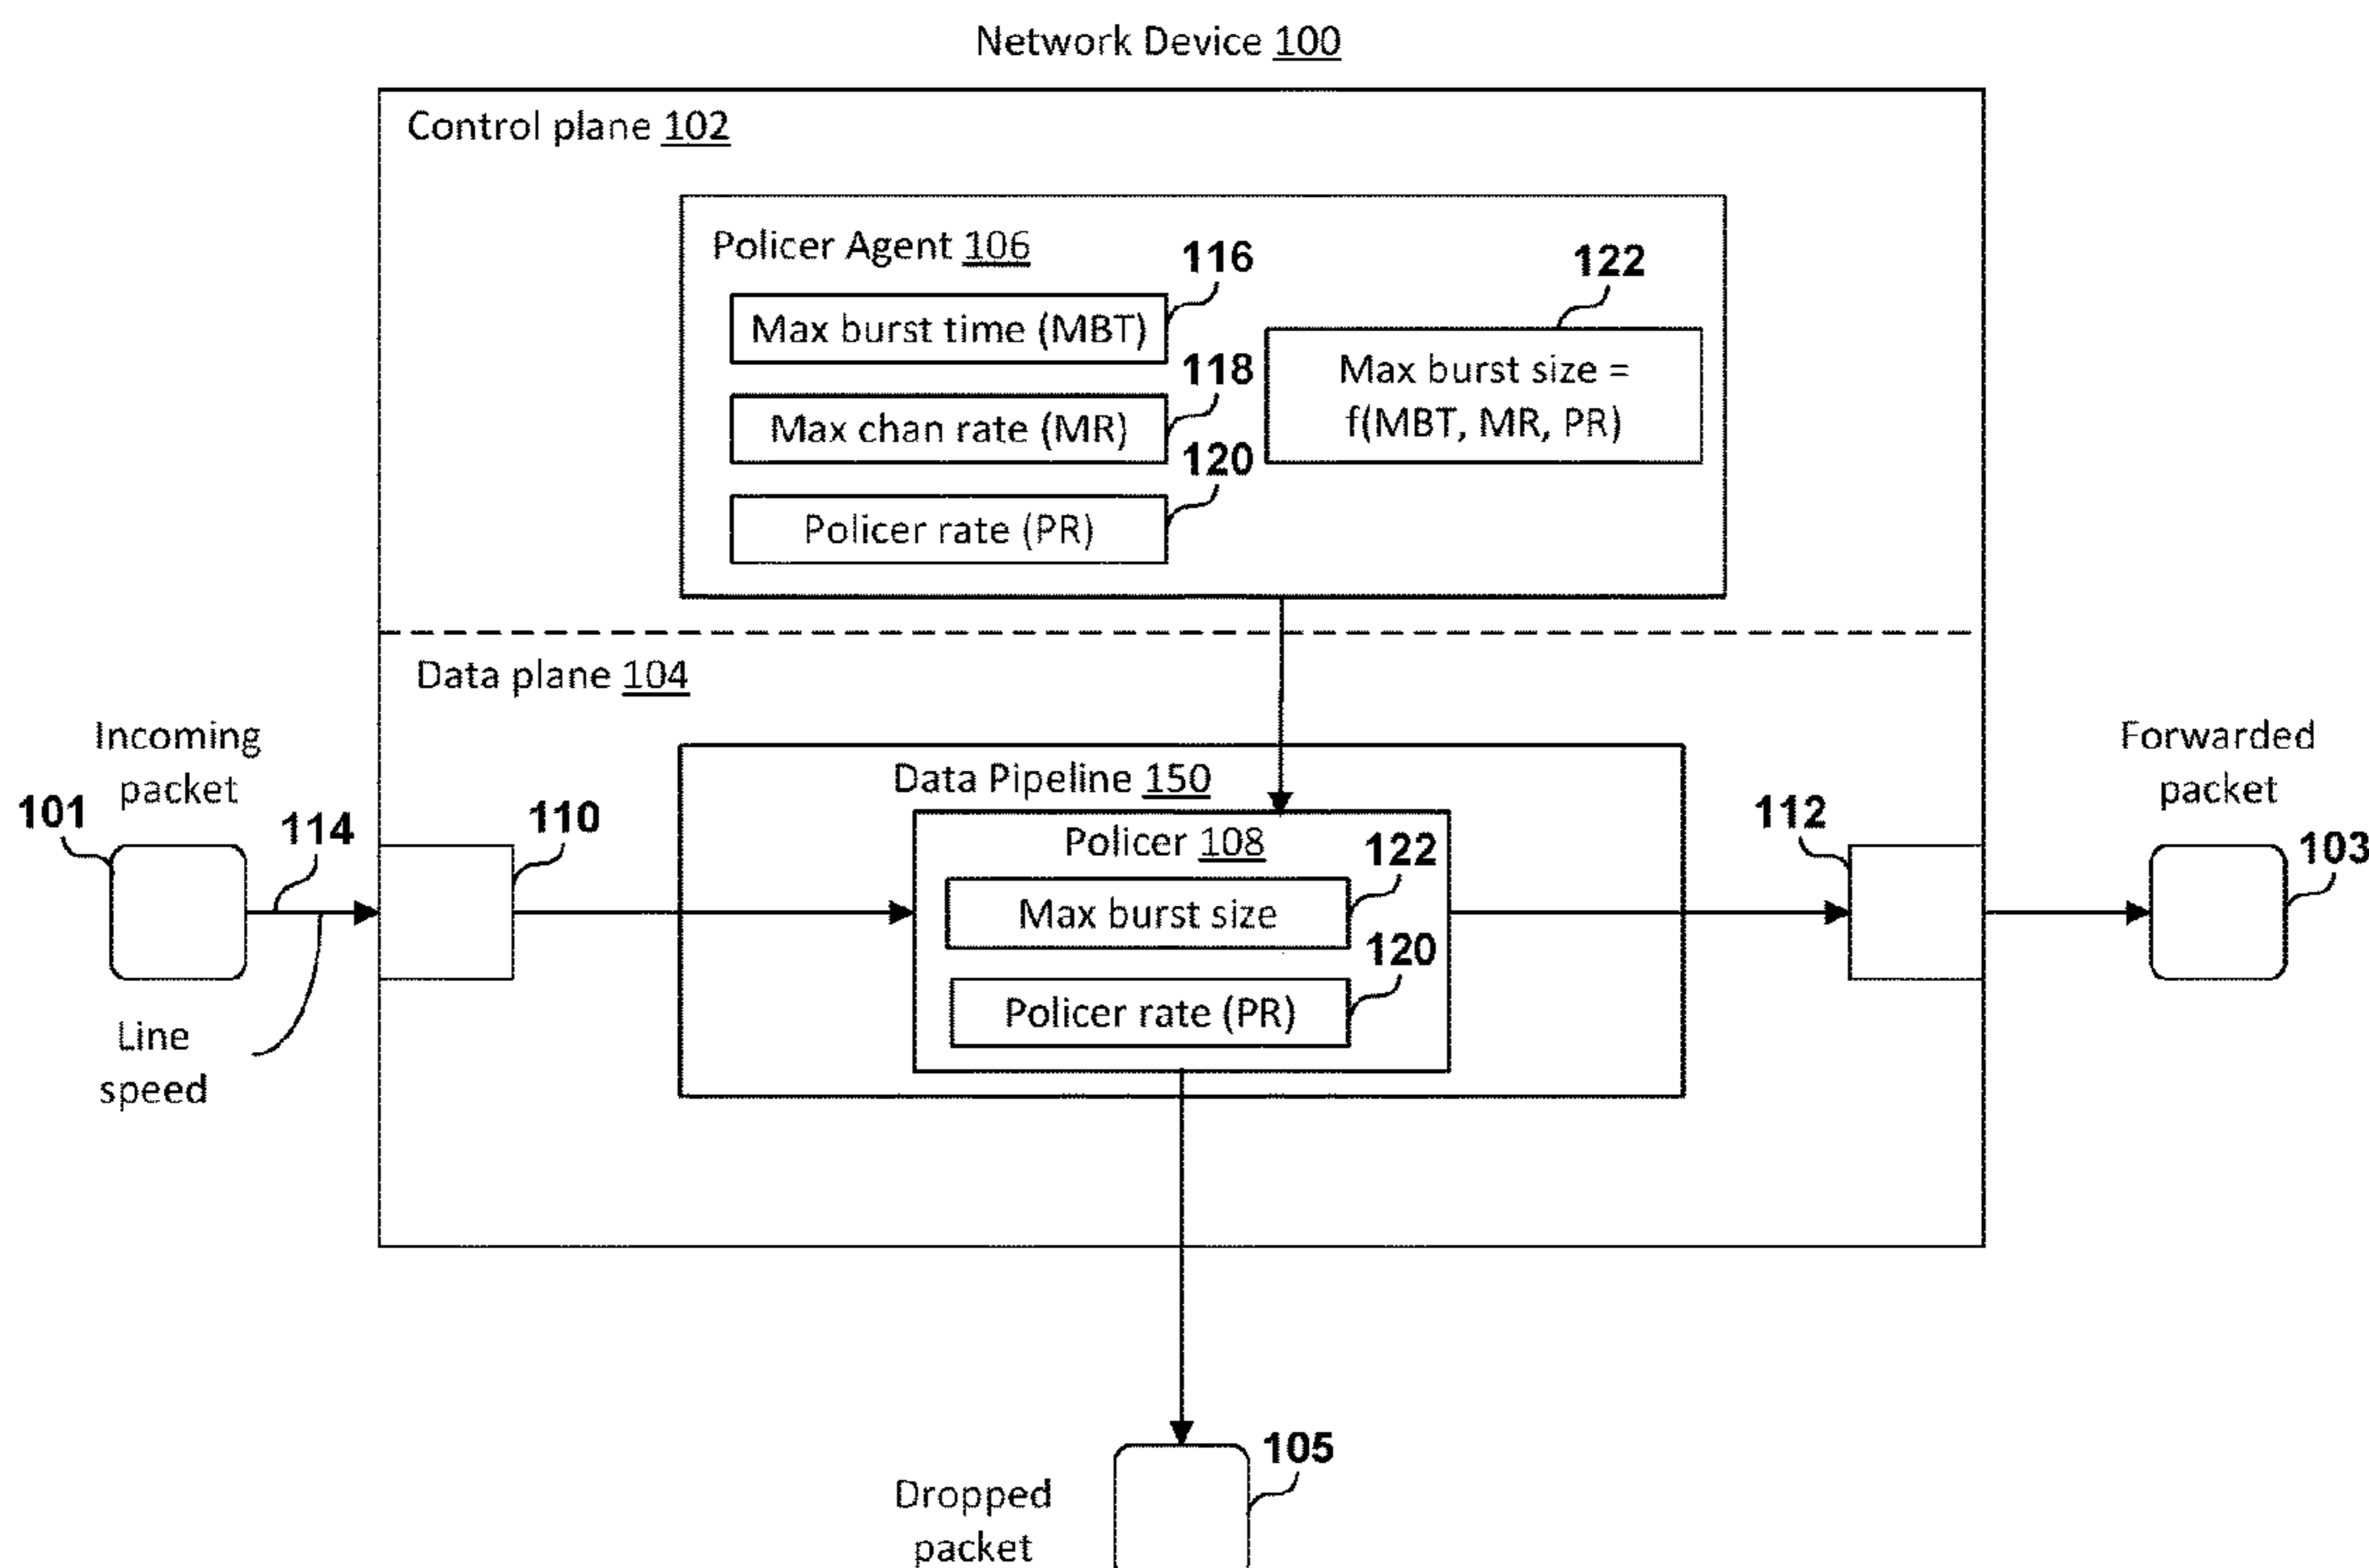 Network Device 100
Control plane 102
Policer Agent 106
116
122
Max burst time (MBT)
118
Max burst size =
f(MBT, MR, PR)
Max chan rate (MR)
120
Policer rate (PR)
Data plane 104
Incoming
packet
Forwarded
packet
Data Pipeline 150
101
114
110
Policer 108
122
112
103
Max burst size
120
Policer rate (PR)
Line
speed
105
Dropped
packet